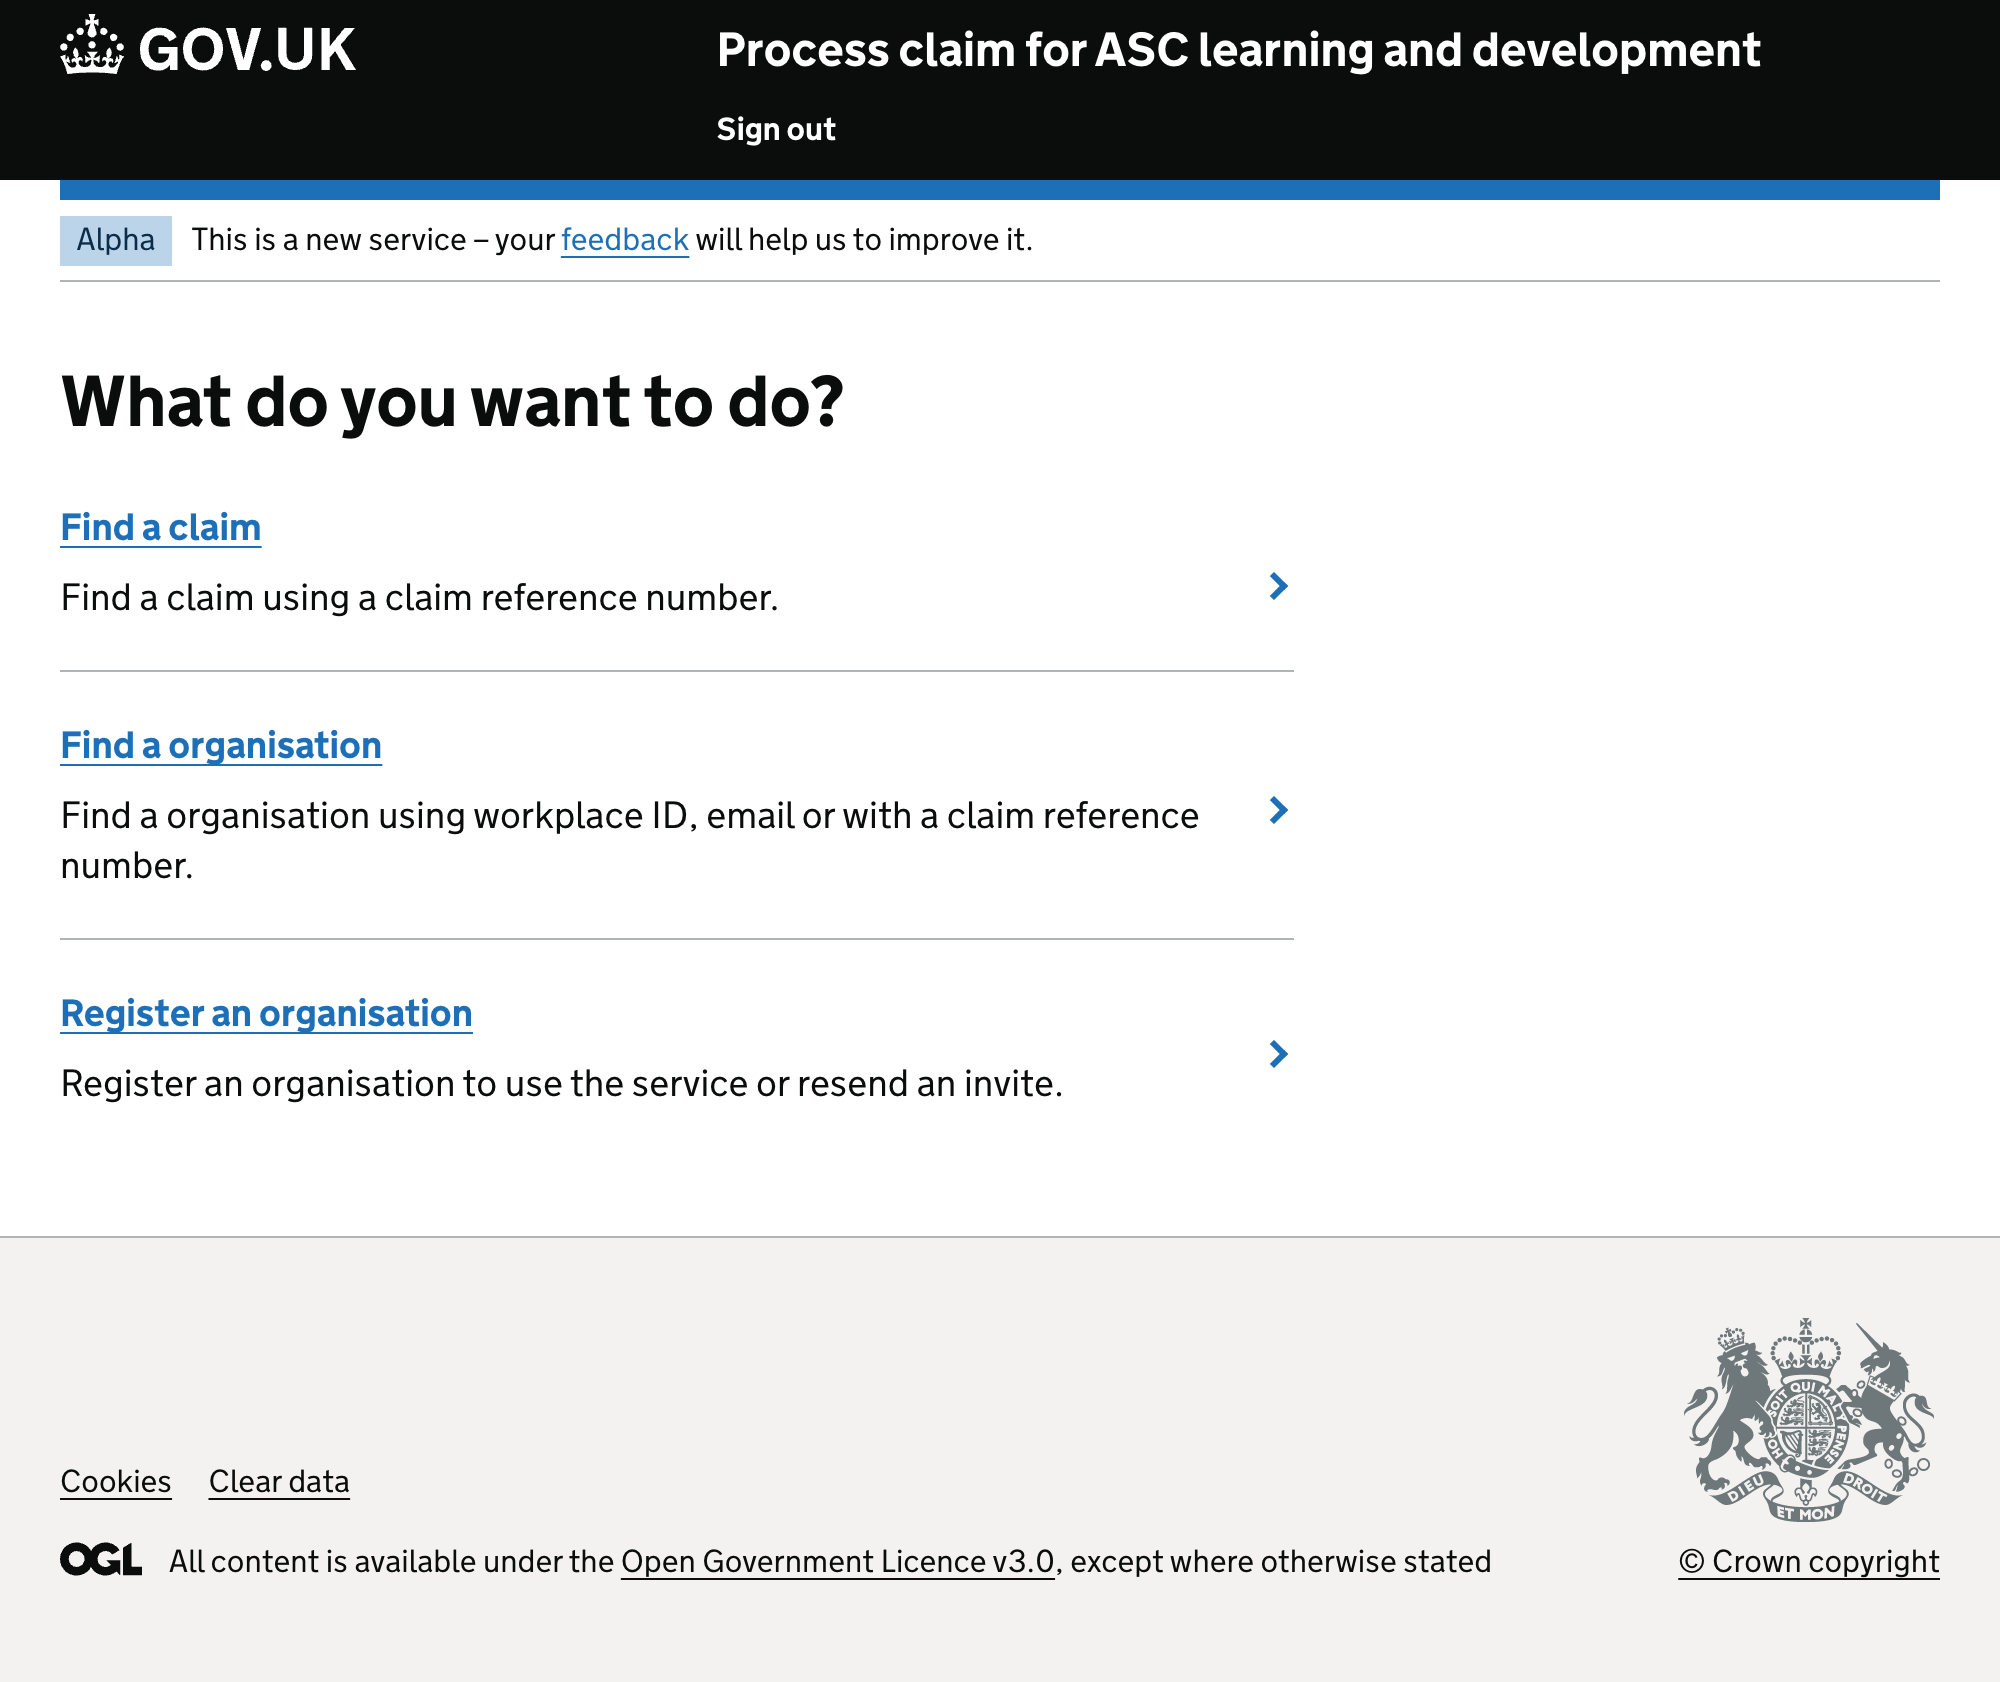 GOV.UK
Process claim for ASC learning and development
Sign out
Alpha
This is a new service – your feedback will help us to improve it.
What do you want to do?
Find a claim
Find a claim using a claim reference number.
Find a organisation
Find a organisation using workplace ID, email or with a claim reference
number.
Register an organisation
Register an organisation to use the service or resend an invite.
SOIT QUI MAL Y PENSE
DIEU ET MON DROIT
Cookies
Clear data
OGL
All content is available under the Open Government Licence v3.0, except where otherwise stated
© Crown copyright